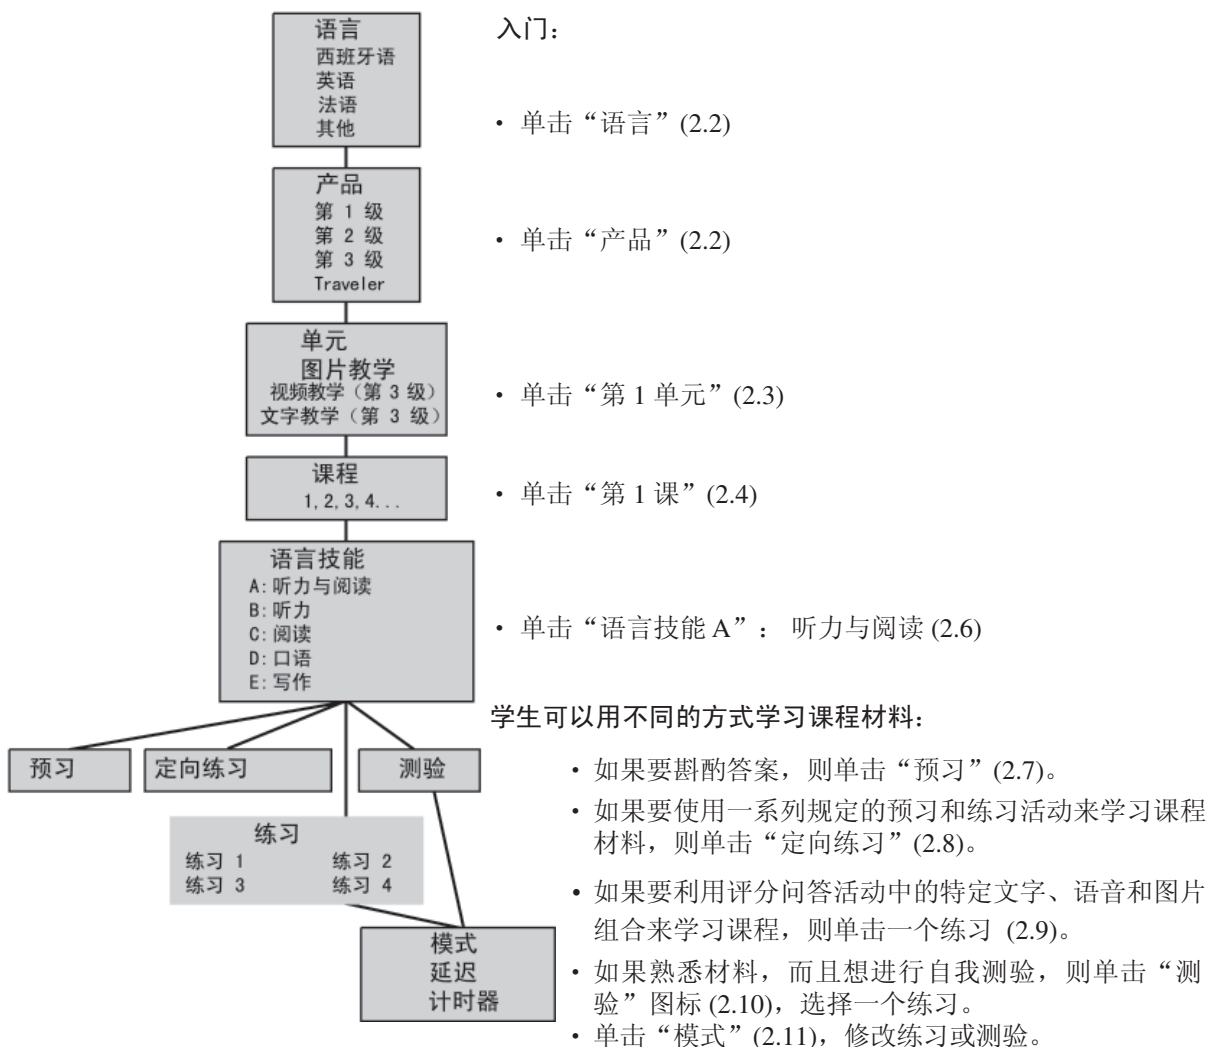 语言
西班牙语
英语
法语
其他
产品
第 1 级
第 2 级
第 3 级
Traveler
单元
图片教学
视频教学（第 3 级）
文字教学（第 3 级）
课程
1,2,3,4...
语言技能
A:听力与阅读
B:听力
C:阅读
D:口语
E:写作
预习
定向练习
测验
练习
练习 1 练习 2
练习 3 练习 4
模式
延迟
计时器
入门：
• 单击“语言”(2.2)
• 单击“产品”(2.2)
• 单击“第 1 单元”(2.3)
• 单击“第 1 课”(2.4)
• 单击“语言技能 A”： 听力与阅读 (2.6)
学生可以用不同的方式学习课程材料：
• 如果要斟酌答案，则单击“预习”(2.7)。
• 如果要使用一系列规定的预习和练习活动来学习课程
材料，则单击“定向练习”(2.8)。
• 如果要利用评分问答活动中的特定文字、语音和图片
组合来学习课程，则单击一个练习 (2.9)。
• 如果熟悉材料，而且想进行自我测验，则单击“测
验”图标 (2.10)，选择一个练习。
• 单击“模式”(2.11)，修改练习或测验。